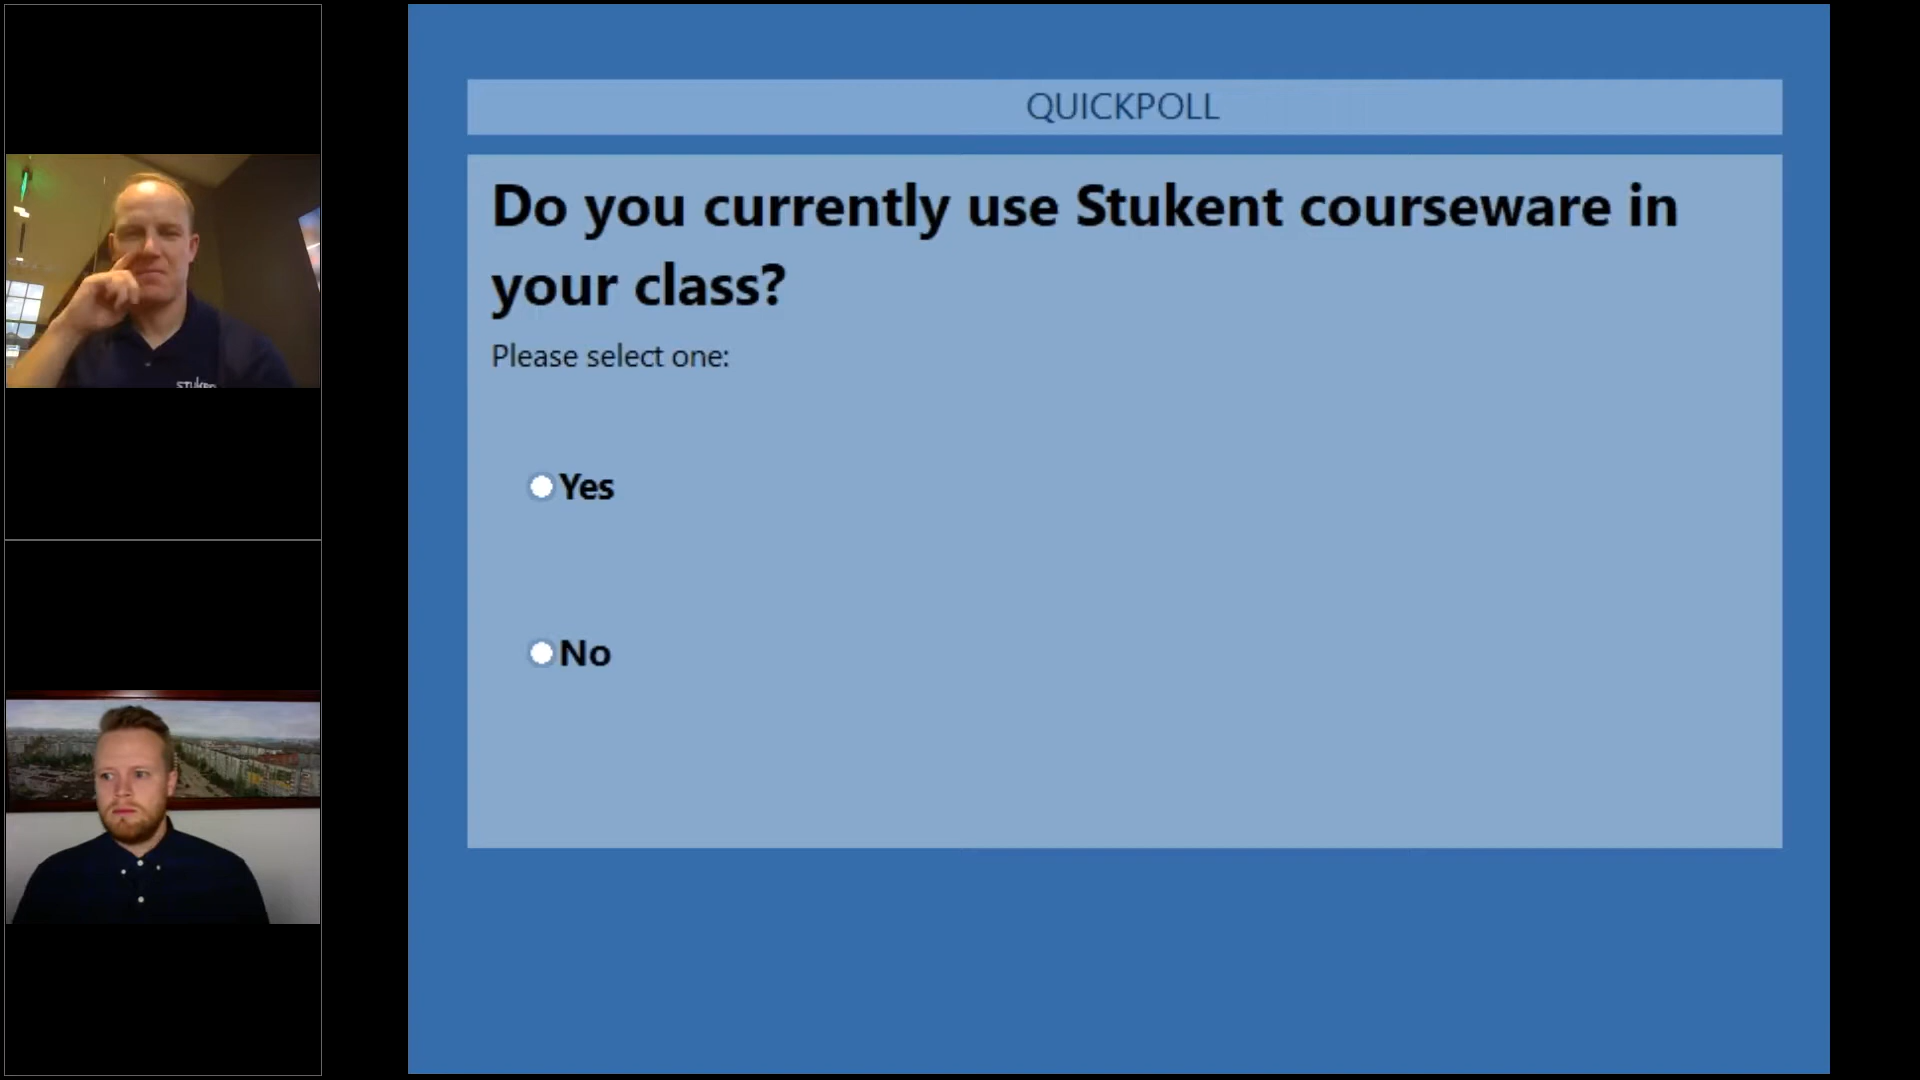 QUICKPOLL
Do you currently use Stukent courseware in
your class?
Please select one:
Yes
No